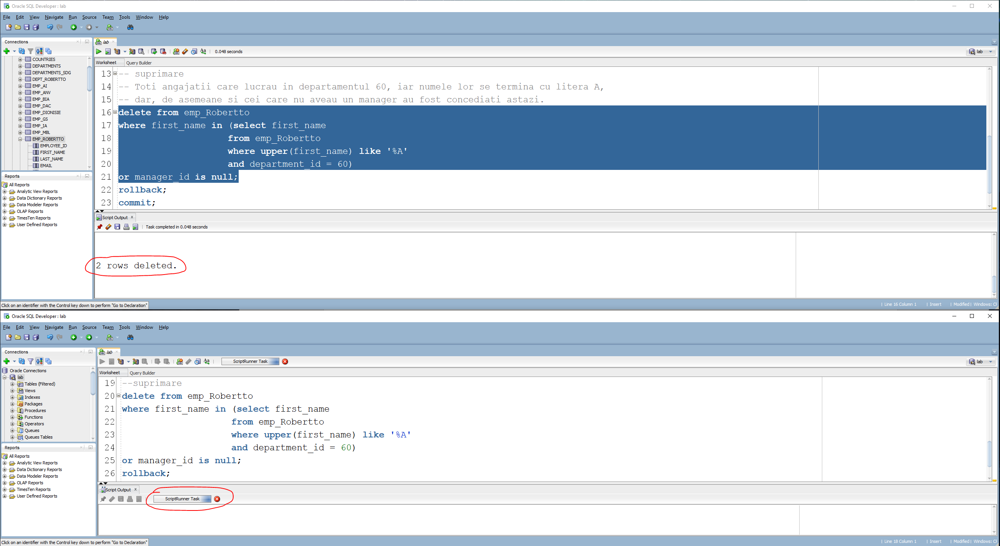 Oracle SQL Developer : lab
File Edit View Navigate Run Source Team Tools Window Help
Connections
COUNTRIES
DEPARTMENTS
DEPARTMENTS_SDG
DEPT_ROBERTTO
EMP_AI
EMP_ANV
EMP_BIA
EMP_DAC
EMP_DIONISIE
EMP_GS
EMP_IA
EMP_MBL
EMP_ROBERTTO
EMPLOYEE_ID
FIRST_NAME
LAST_NAME
EMAIL
Reports
All Reports
Analytic View Reports
Data Dictionary Reports
Data Modeler Reports
OLAP Reports
TimesTen Reports
User Defined Reports
lab
0.048 seconds
lab
Worksheet Query Builder
13 -- suprimare
14 -- Toti angajatii care lucrau in departamentul 60, iar numele lor se termina cu litera A,
15 -- dar, de asemeane si cei care nu aveau un manager au fost concediati astazi.
16 delete from emp_Robertto
17 where first_name in (select first_name
18 from emp_Robertto
19 where upper(first_name) like '%A'
20 and department_id = 60)
21 or manager_id is null;
22 rollback;
23 commit;
Script Output
Task completed in 0.048 seconds
2 rows deleted.
Click on an identifier with the Control key down to perform "Go to Declaration"
| Line 16 Column 1 | Insert | Modified | Windows: C
Oracle SQL Developer : lab
File Edit View Navigate Run Source Team Tools Window Help
Connections
Oracle Connections
lab
Tables (Filtered)
Views
Indexes
Packages
Procedures
Functions
Operators
Queues
Queues Tables
Reports
All Reports
Analytic View Reports
Data Dictionary Reports
Data Modeler Reports
OLAP Reports
TimesTen Reports
User Defined Reports
lab
ScriptRunner Task
lab
Worksheet Query Builder
19 --suprimare
20 delete from emp_Robertto
21 where first_name in (select first_name
22 from emp_Robertto
23 where upper(first_name) like '%A'
24 and department_id = 60)
25 or manager_id is null;
26 rollback;
Script Output
ScriptRunner Task
Click on an identifier with the Control key down to perform "Go to Declaration"
| Line 18 Column 1 | Insert | Modified | Windows: C